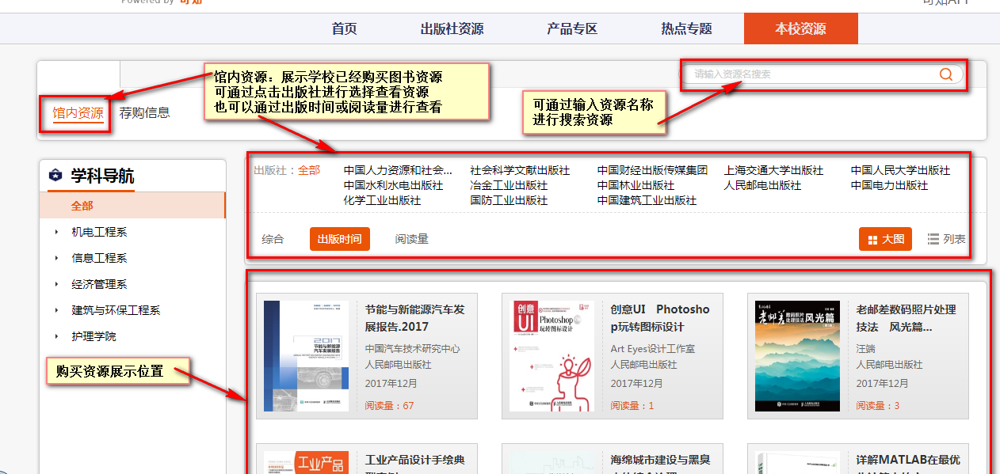 Powered by 可知
可知APP
首页
出版社资源
产品专区
热点专题
本校资源
馆内资源：展示学校已经购买图书资源
可通过点击出版社进行选择查看资源
也可以通过出版时间或阅读量进行查看
请输入资源名搜索
可通过输入资源名称
进行搜索资源
馆内资源
荐购信息
学科导航
全部
机电工程系
信息工程系
经济管理系
建筑与环保工程系
护理学院
购买资源展示位置
出版社：全部
中国人力资源和社会...
社会科学文献出版社
中国财经出版传媒集团
上海交通大学出版社
中国人民大学出版社
中国水利水电出版社
冶金工业出版社
中国林业出版社
人民邮电出版社
中国电力出版社
化学工业出版社
国防工业出版社
中国建筑工业出版社
综合
出版时间
阅读量
大图
列表
2017
节能与新能源
汽车发展报告
节能与新能源汽车发
展报告.2017
中国汽车技术研究中心
人民邮电出版社
2017年12月
阅读量：67
创意
UI
Photoshop
玩转图标设计
创意UI Photosho
p玩转图标设计
Art Eyes设计工作室
人民邮电出版社
2017年12月
阅读量：1
老邮差
数码照片
处理技法
风光篇
老邮差数码照片处理
技法 风光篇...
汪端
人民邮电出版社
2017年12月
阅读量：3
工业产品
工业产品设计手绘典
海绵城市建设与黑臭
详解MATLAB在最优